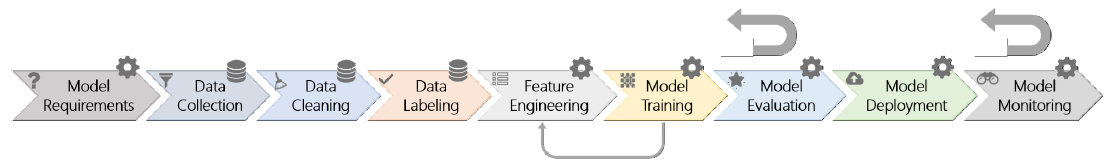 Model
Requirements
Data
Collection
Data
Cleaning
Data
Labeling
Feature
Engineering
Model
Training
Model
Evaluation
Model
Deployment
Model
Monitoring